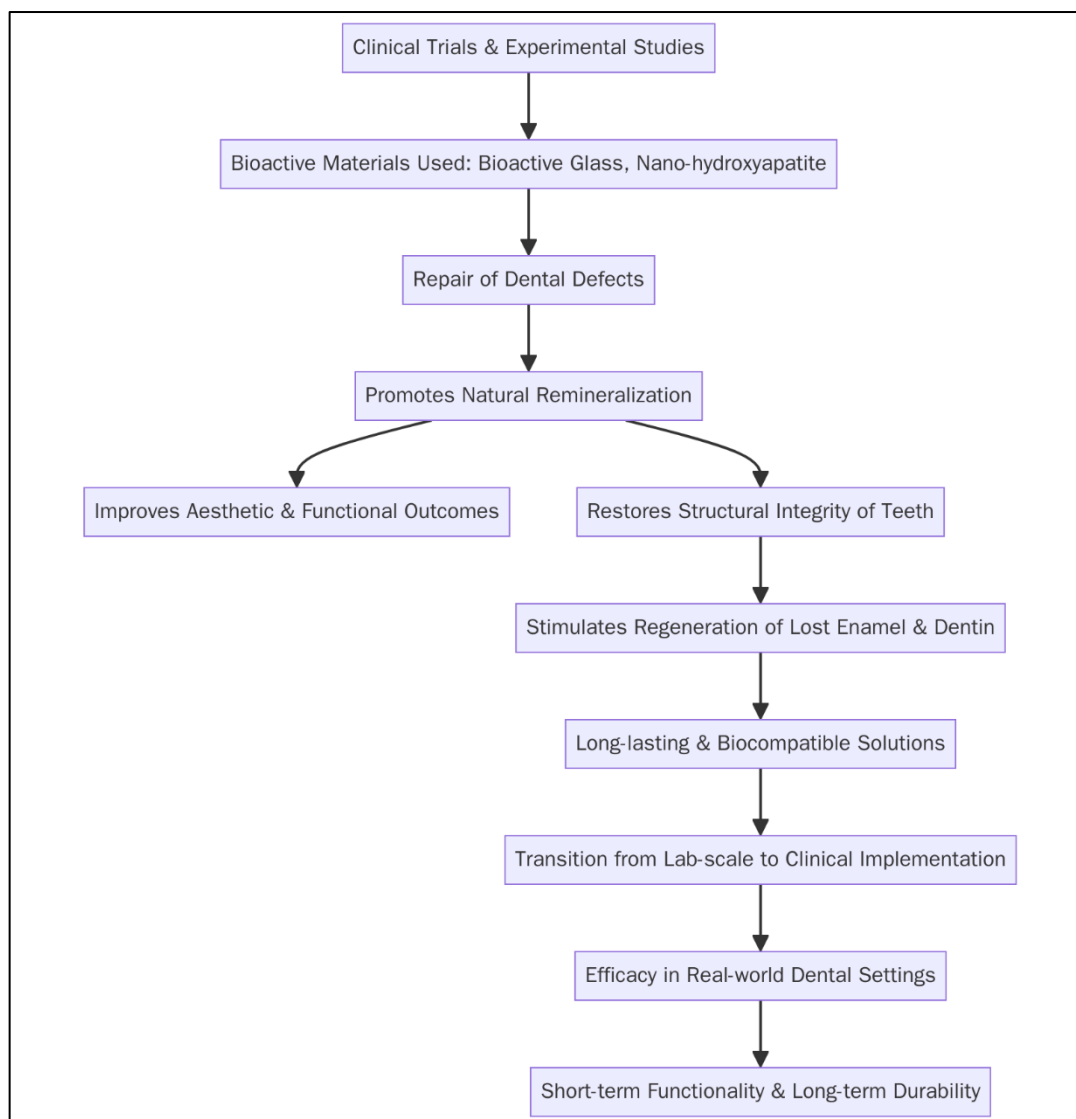 Clinical Trials & Experimental Studies
Bioactive Materials Used: Bioactive Glass, Nano-hydroxyapatite
Repair of Dental Defects
Promotes Natural Remineralization
Improves Aesthetic & Functional Outcomes
Restores Structural Integrity of Teeth
Stimulates Regeneration of Lost Enamel & Dentin
Long-lasting & Biocompatible Solutions
Transition from Lab-scale to Clinical Implementation
Efficacy in Real-world Dental Settings
Short-term Functionality & Long-term Durability